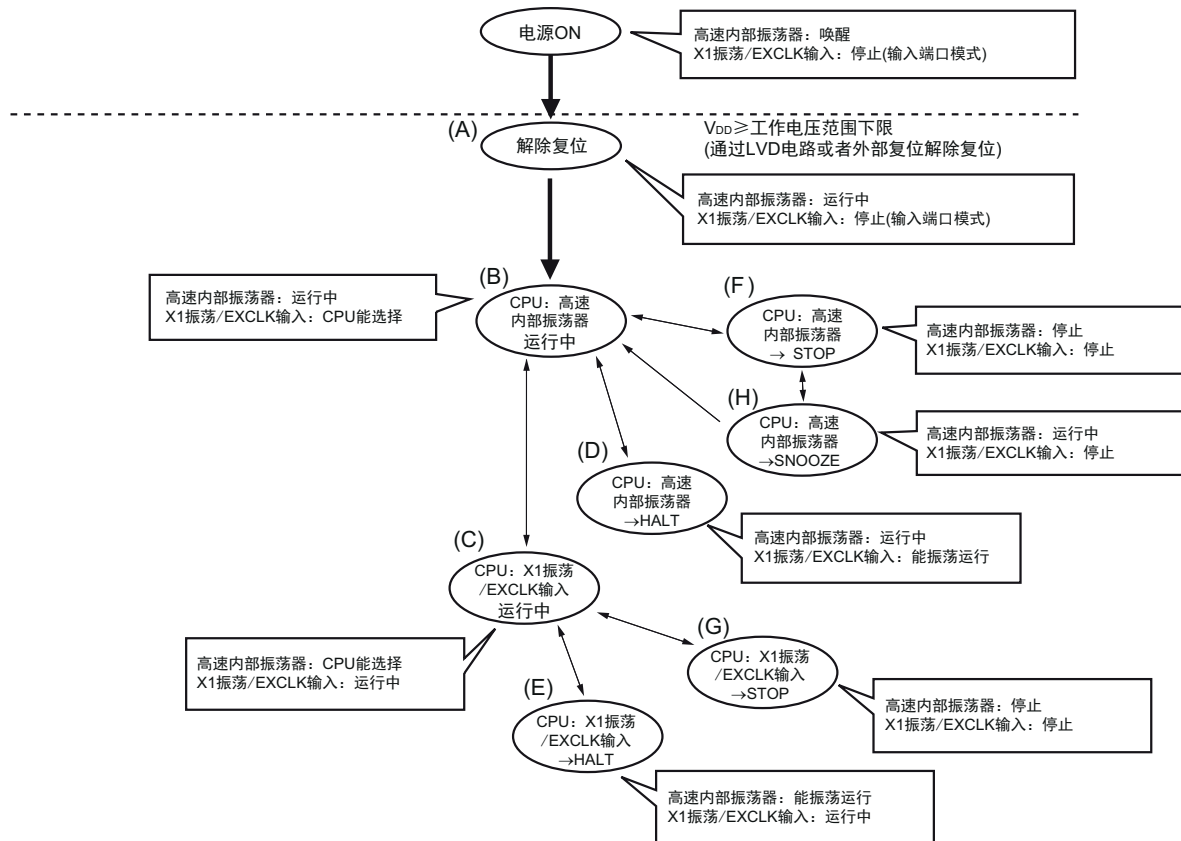 电源ON
高速内部振荡器：唤醒
X1振荡/EXCLK输入：停止(输入端口模式)
(A)
解除复位
VDD≥工作电压范围下限
(通过LVD电路或者外部复位解除复位)
高速内部振荡器：运行中
X1振荡/EXCLK输入：停止(输入端口模式)
(B)
高速内部振荡器：运行中
X1振荡/EXCLK输入：CPU能选择
CPU：高速
内部振荡器
运行中
(F)
CPU：高速
内部振荡器
→ STOP
高速内部振荡器：停止
X1振荡/EXCLK输入：停止
(H)
CPU：高速
内部振荡器
→SNOOZE
高速内部振荡器：运行中
X1振荡/EXCLK输入：停止
(D)
CPU：高速
内部振荡器
→HALT
高速内部振荡器：运行中
X1振荡/EXCLK输入：能振荡运行
(C)
CPU：X1振荡
/EXCLK输入
运行中
高速内部振荡器：CPU能选择
X1振荡/EXCLK输入：运行中
(G)
CPU：X1振荡
/EXCLK输入
→STOP
高速内部振荡器：停止
X1振荡/EXCLK输入：停止
(E)
CPU：X1振荡
/EXCLK输入
→HALT
高速内部振荡器：能振荡运行
X1振荡/EXCLK输入：运行中